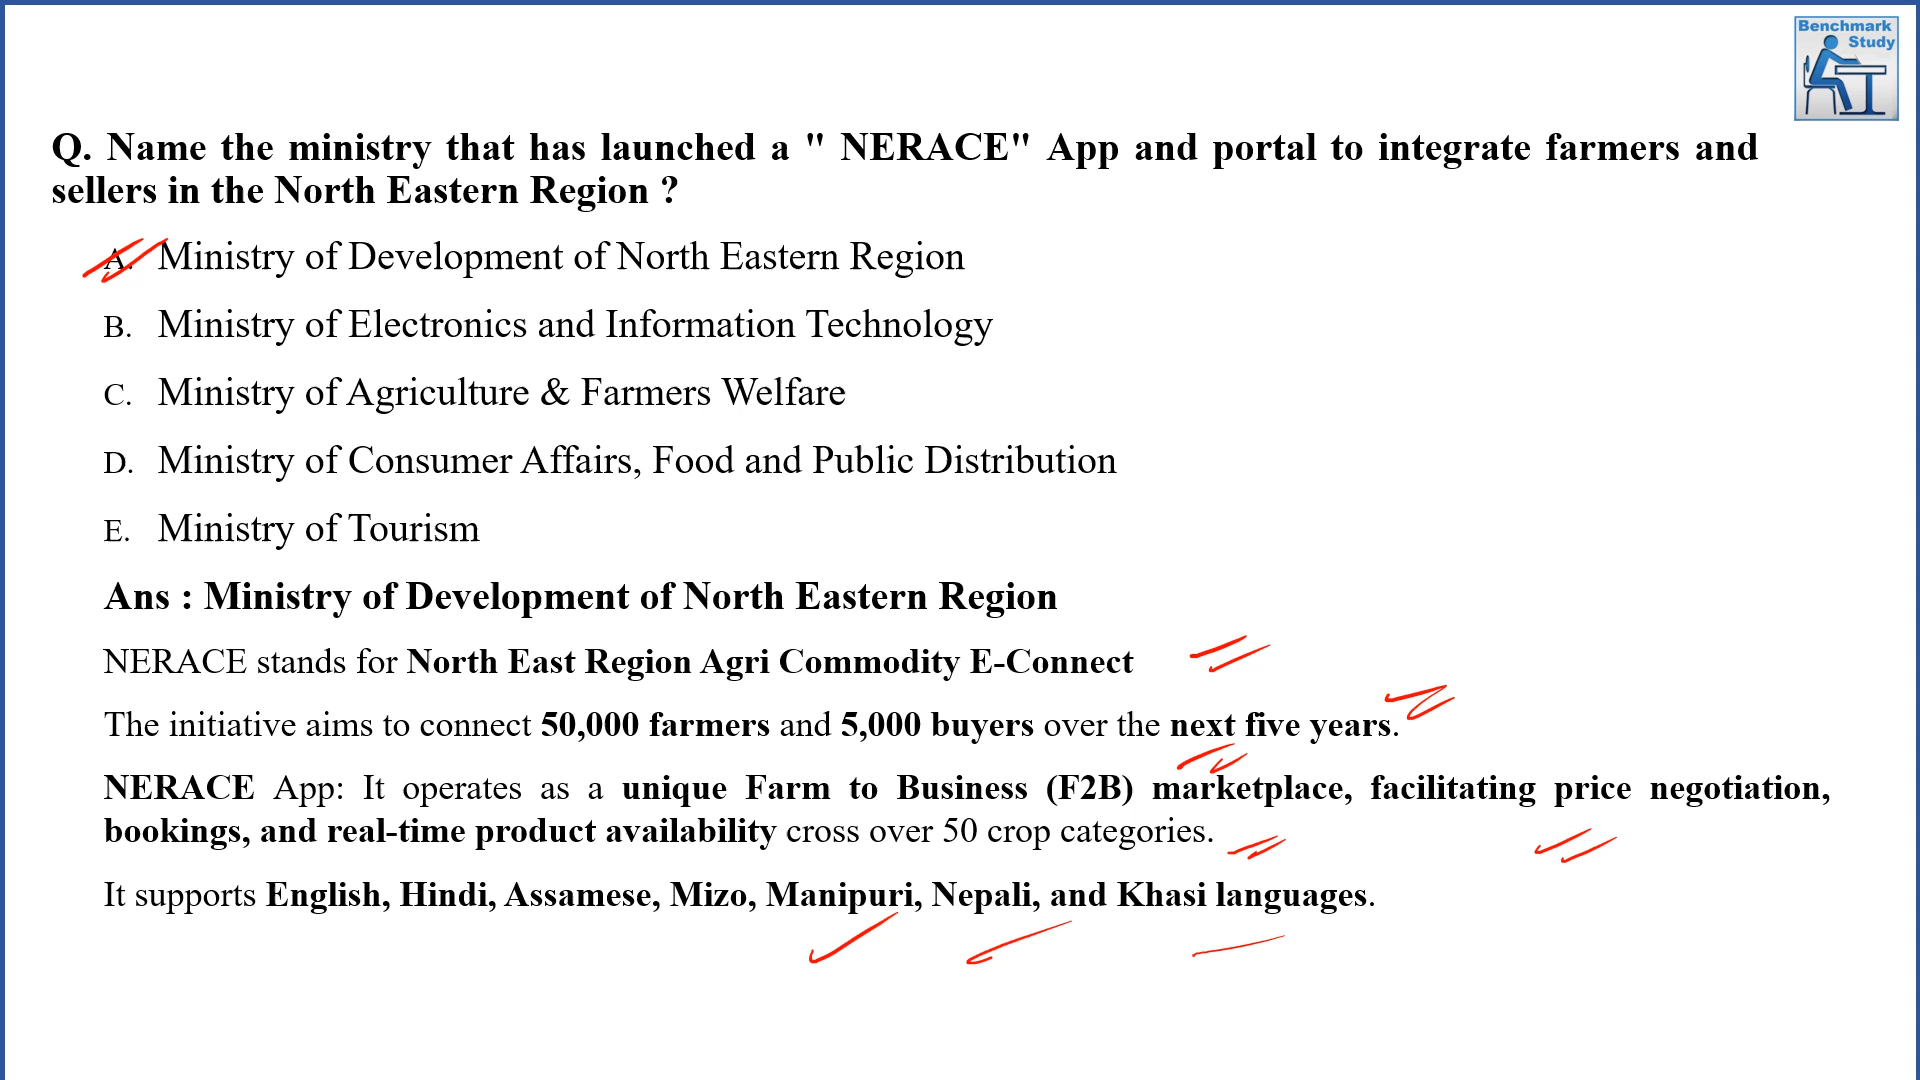 Benchmark
Study
Q. Name the ministry that has launched a " NERACE" App and portal to integrate farmers and
sellers in the North Eastern Region ?
A. Ministry of Development of North Eastern Region
B. Ministry of Electronics and Information Technology
C. Ministry of Agriculture & Farmers Welfare
D. Ministry of Consumer Affairs, Food and Public Distribution
E. Ministry of Tourism
Ans : Ministry of Development of North Eastern Region
NERACE stands for North East Region Agri Commodity E-Connect
The initiative aims to connect 50,000 farmers and 5,000 buyers over the next five years.
NERACE App: It operates as a unique Farm to Business (F2B) marketplace, facilitating price negotiation,
bookings, and real-time product availability cross over 50 crop categories.
It supports English, Hindi, Assamese, Mizo, Manipuri, Nepali, and Khasi languages.